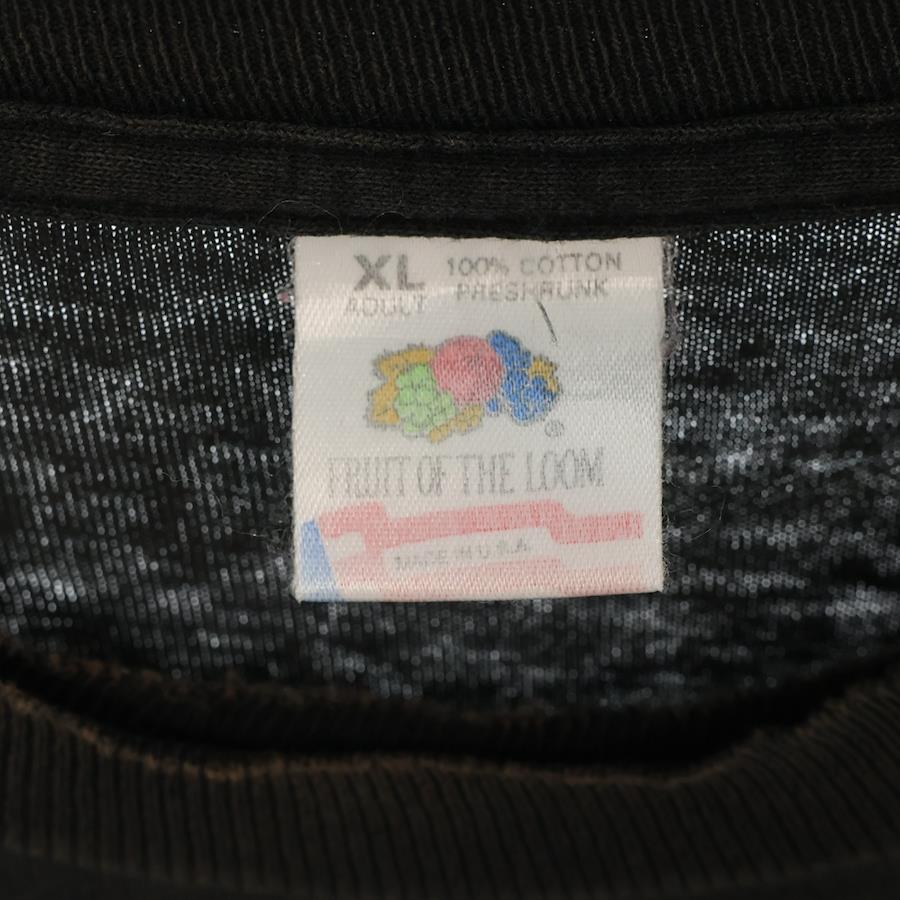 XL 100% COTTON
ADULT PRESHRUNK
®
FRUIT OF THE LOOM
MADE IN U.S.A.